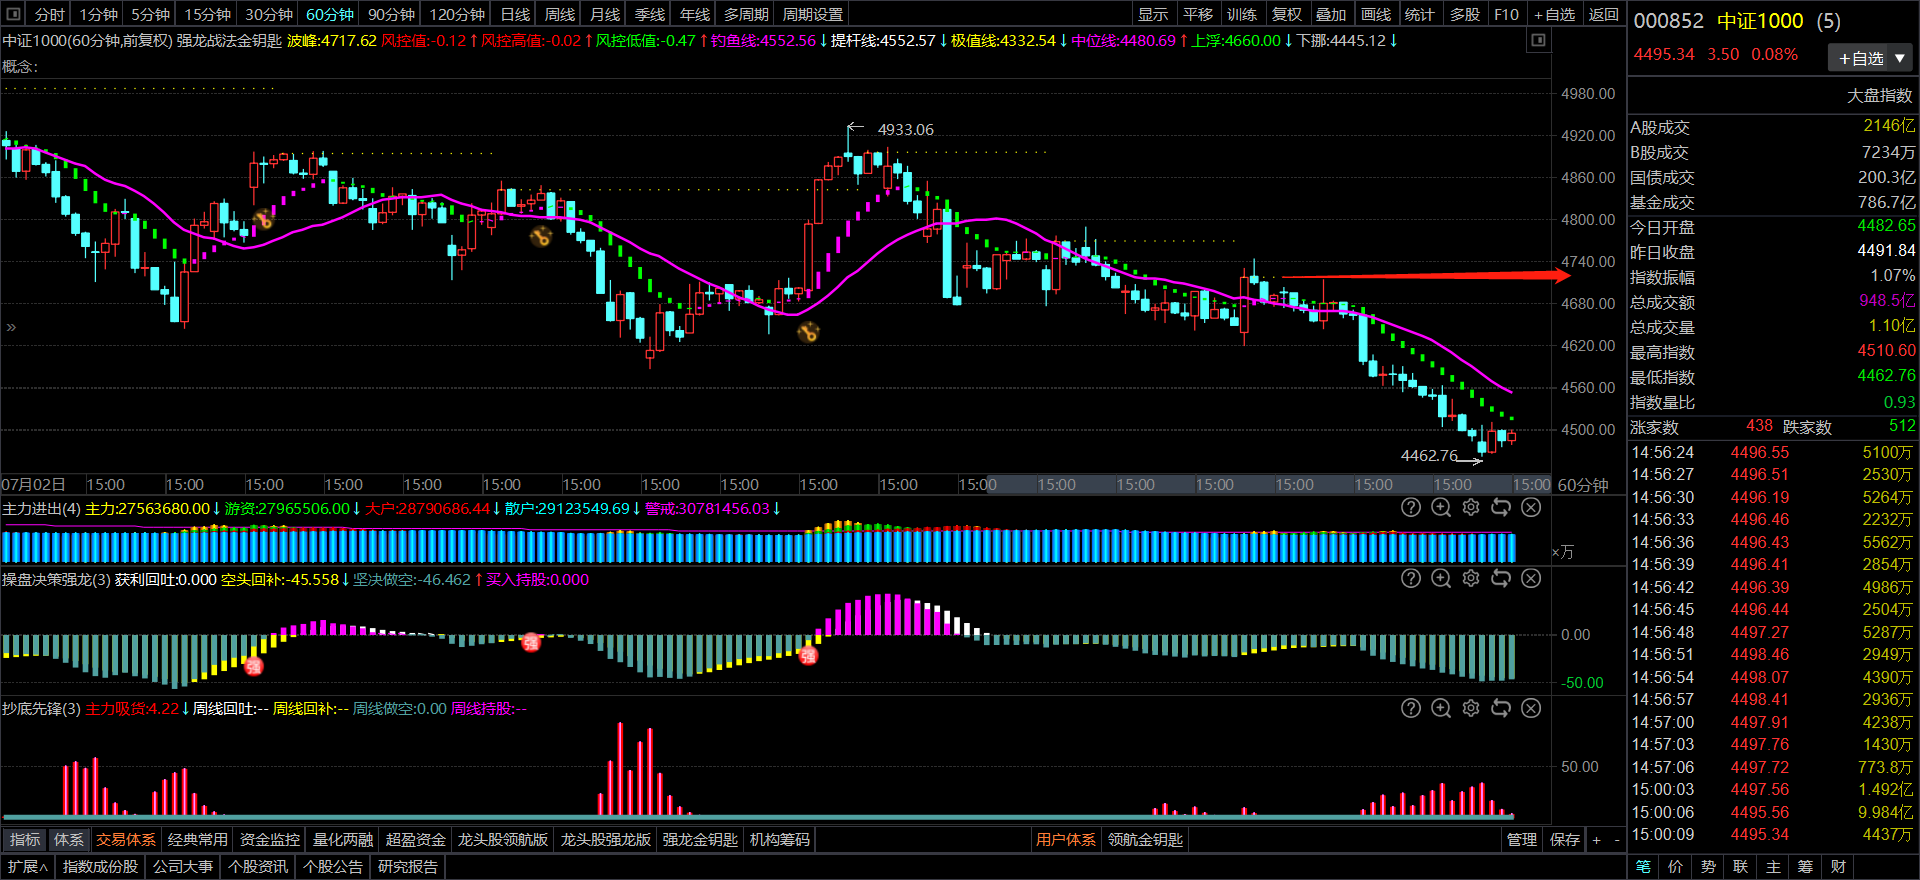 分时 1分钟 5分钟 15分钟 30分钟 60分钟 90分钟 120分钟 日线 周线 月线 季线 年线 多周期 周期设置 显示 平移 训练 复权 叠加 画线 统计 多股 F10 +自选 返回
000852 中证1000 (5)
中证1000(60分钟,前复权) 强龙战法金钥匙 波峰:4717.62 风控值:-0.12↑风控高值:-0.02↑风控低值:-0.47↑钓鱼线:4552.56↓提杆线:4552.57↓极值线:4332.54↓中位线:4480.69↑上浮:4660.00↓下挪:4445.12↓
4495.34 3.50 0.08% +自选 ▼
概念:
大盘指数
4980.00
4920.00
4860.00
4800.00
4740.00
4680.00
4620.00
4560.00
4500.00
4933.06
4462.76
»
07月02日 15:00 15:00 15:00 15:00 15:00 15:00 15:00 15:00 15:00 15:00 15:00 15:00 15:00 15:00 15:00 15:00 15:00 15:00 15:00 60分钟
主力进出(4) 主力:27563680.00↓游资:27965506.00↓大户:28790686.44↓散户:29123549.69↓警戒:30781456.03↓
×万
操盘决策强龙(3) 获利回吐:0.000 空头回补:-45.558↓坚决做空:-46.462↑买入持股:0.000
强 强 强
0.00
-50.00
抄底先锋(3) 主力吸货:4.22↓周线回吐:-- 周线回补:-- 周线做空:0.00 周线持股:--
50.00
A股成交 2146亿
B股成交 7234万
国债成交 200.3亿
基金成交 786.7亿
今日开盘 4482.65
昨日收盘 4491.84
指数振幅 1.07%
总成交额 948.5亿
总成交量 1.10亿
最高指数 4510.60
最低指数 4462.76
指数量比 0.93
涨家数 438 跌家数 512
14:56:24 4496.55 5100万
14:56:27 4496.51 2530万
14:56:30 4496.19 5264万
14:56:33 4496.46 2232万
14:56:36 4496.43 5562万
14:56:39 4496.41 2854万
14:56:42 4496.39 4986万
14:56:45 4496.44 2504万
14:56:48 4497.27 5287万
14:56:51 4498.46 2949万
14:56:54 4498.07 4390万
14:56:57 4498.41 2936万
14:57:00 4497.91 4238万
14:57:03 4497.76 1430万
14:57:06 4497.72 773.8万
15:00:03 4497.56 1.492亿
15:00:06 4495.56 9.984亿
15:00:09 4495.34 4437万
指标 体系 交易体系 经典常用 资金监控 量化两融 超盈资金 龙头股领航版 龙头股强龙版 强龙金钥匙 机构筹码 用户体系 领航金钥匙 管理 保存 + -
扩展∧ 指数成份股 公司大事 个股资讯 个股公告 研究报告 笔 价 势 联 主 筹 财